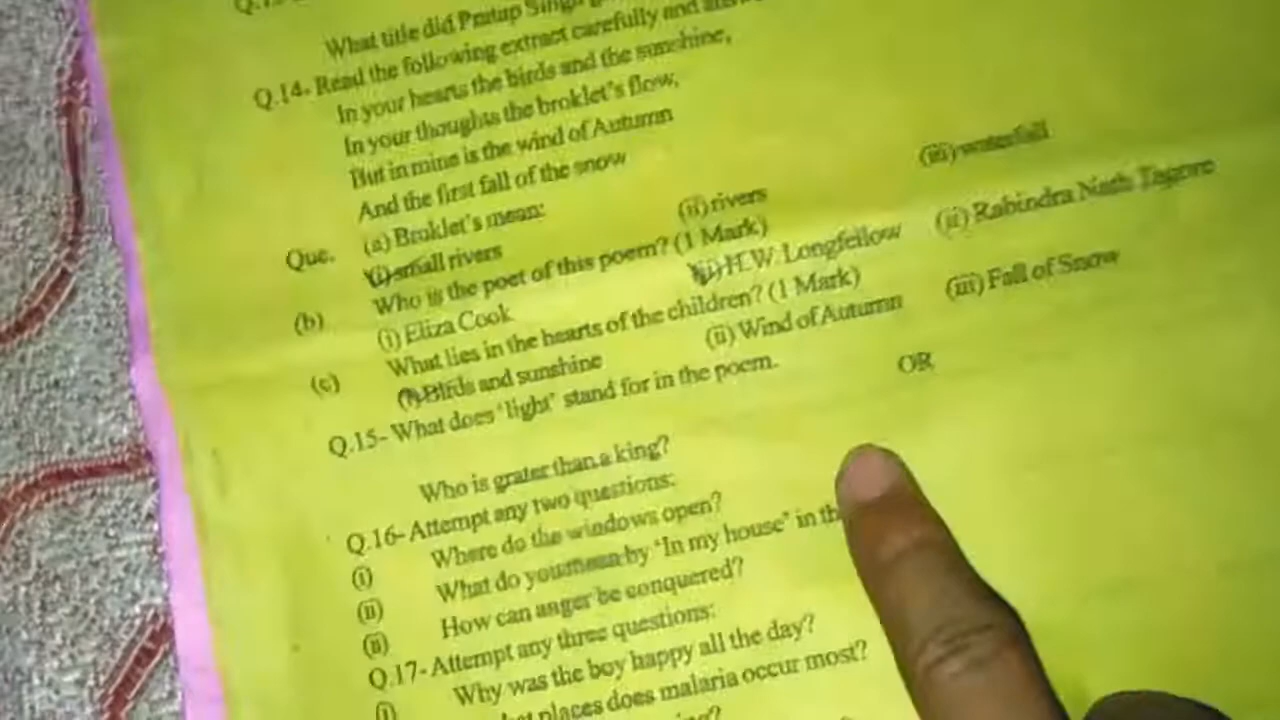 What title did Pratap Singh
Q.14- Read the following extract carefully and
In your hearts the birds and the sunshine,
In your thoughts the broklet's flow,
But in mine is the wind of Autumn
And the first fall of the snow
Que. (a) Broklet's mean:
(i) small rivers (ii) rivers (iii) waterfall
(b) Who is the poet of this poem? (1 Mark)
(i) Eliza Cook (ii) H.W. Longfellow (ii) Rabindra Nath Tagore
(c) What lies in the hearts of the children? (1 Mark)
(i) Birds and sunshine (ii) Wind of Autumn (iii) Fall of Snow
Q.15- What does 'light' stand for in the poem.
OR
Who is grater than a king?
Q.16- Attempt any two questions:
(i) Where do the windows open?
(ii) What do you mean by "In my house" in
(ii) How can anger be conquered?
Q.17- Attempt any three questions:
(i) Why was the boy happy all the day?
places does malaria occur most?